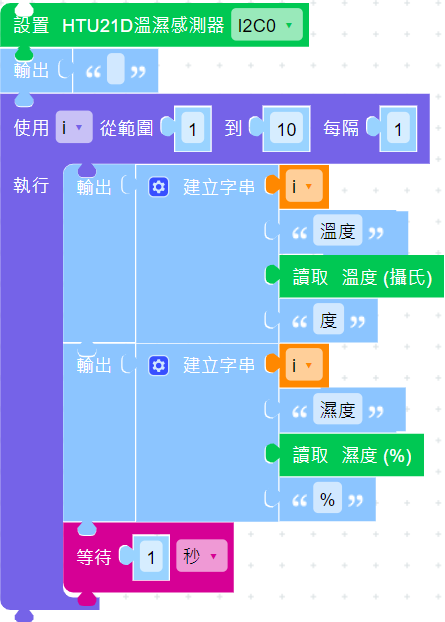 設置 HTU21D溫濕感測器 I2C0
輸出 “ ”
使用 i 從範圍 1 到 10 每隔 1
執行 輸出 建立字串 i
“ 溫度 ”
讀取 溫度 (攝氏)
“ 度 ”
輸出 建立字串 i
“ 濕度 ”
讀取 濕度 (%)
“ % ”
等待 1 秒